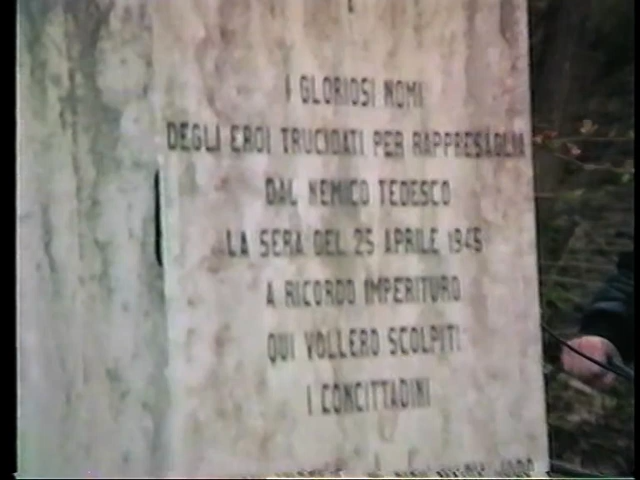 I GLORIOSI NOMI
DEGLI EROI TRUCIDATI PER RAPPRESAGLIA
DAL NEMICO TEDESCO
LA SERA DEL 25 APRILE 1945
A RICORDO IMPERITURO
QUI VOLLERO SCOLPITI
I CONCITTADINI